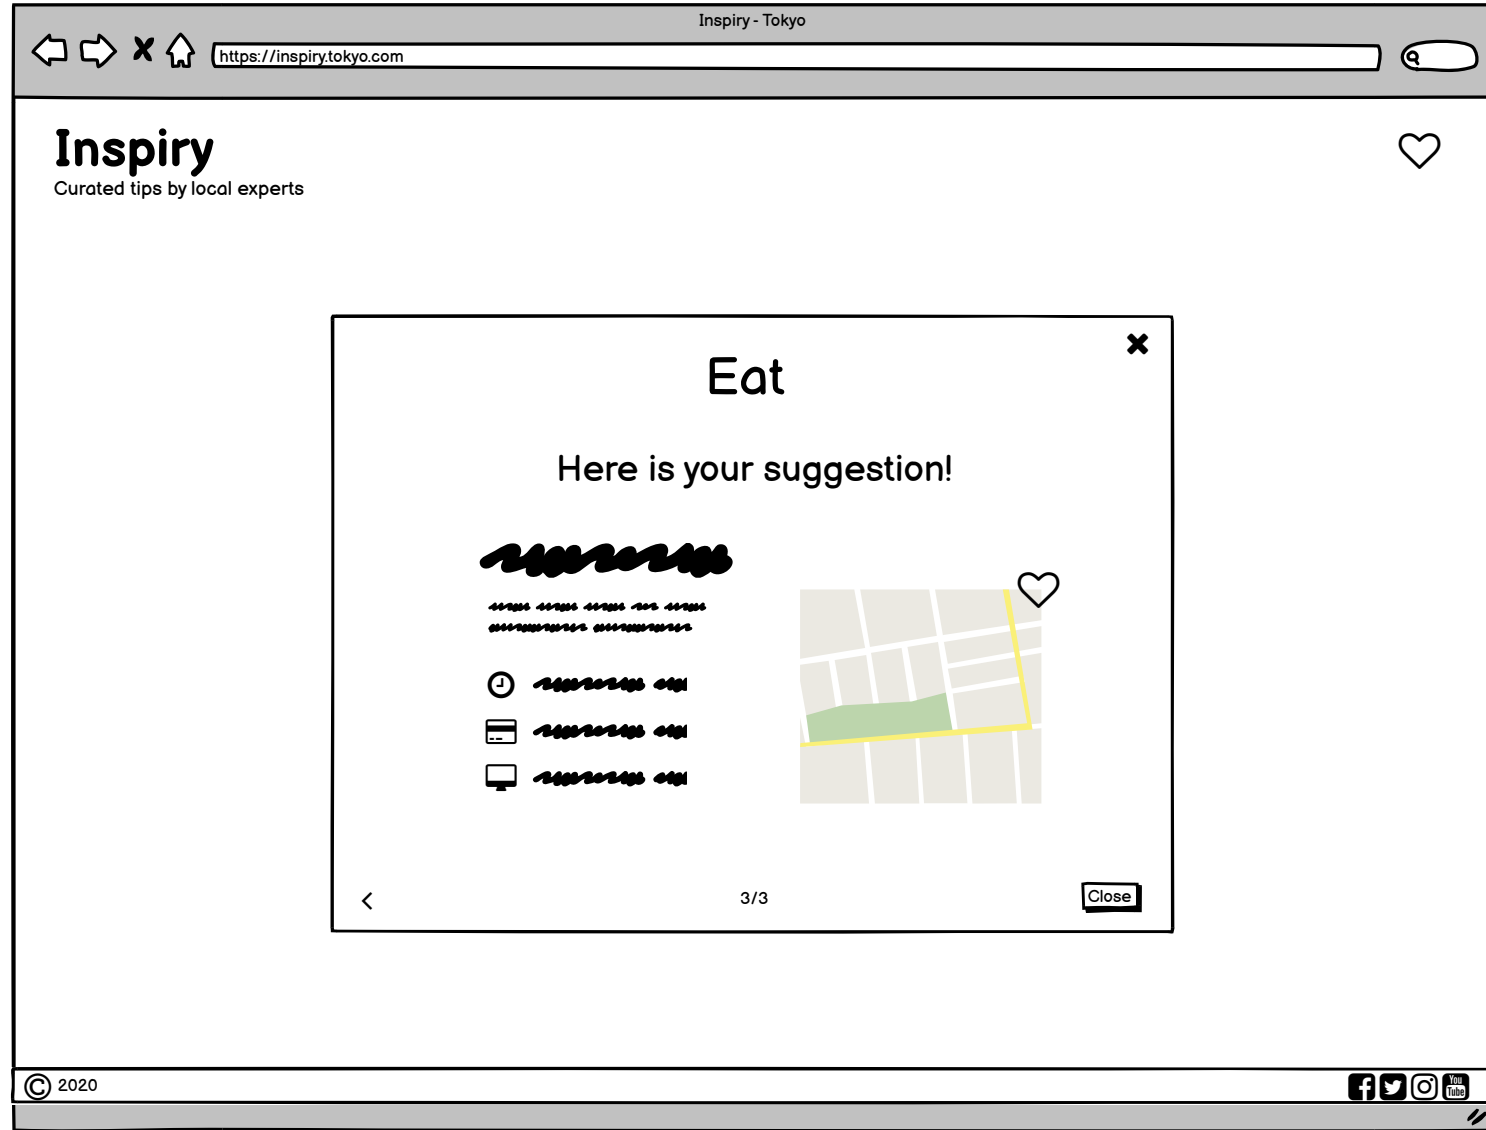 Inspiry - Tokyo
https://inspiry.tokyo.com
Inspiry
Curated tips by local experts
Eat
Here is your suggestion!
3/3
Close
© 2020
You
Tube